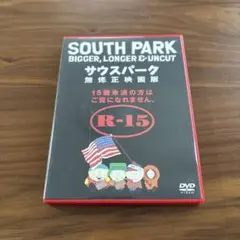 SOUTH PARK
BIGGER, LONGER & UNCUT
サウスパーク
無修正映画版
15歳未満の方は
ご覧になれません。
R-15
DVD